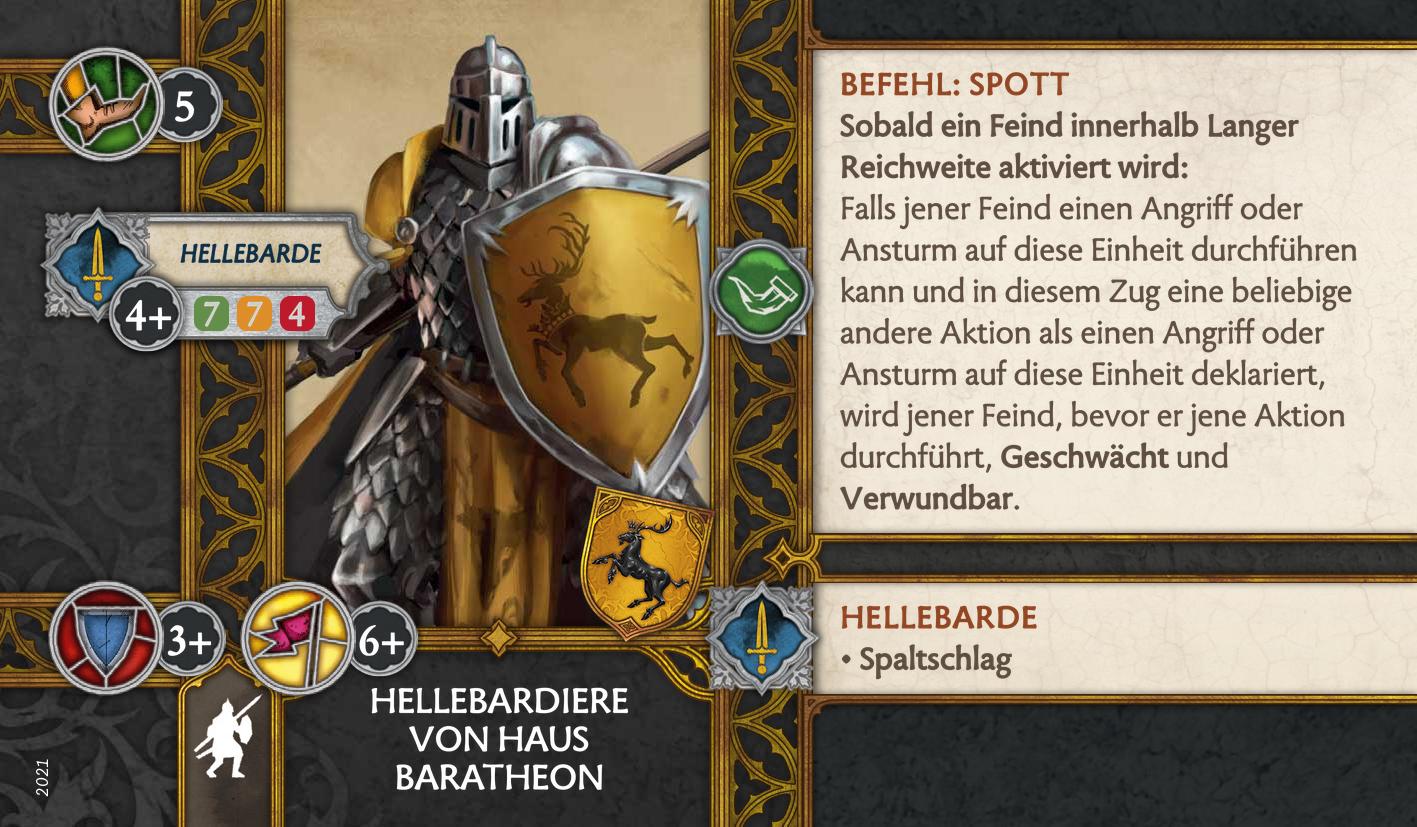 5
HELLEBARDE
4+ 7 7 4
3+ 6+
HELLEBARDIERE
VON HAUS
BARATHEON
2021
BEFEHL: SPOTT
Sobald ein Feind innerhalb Langer
Reichweite aktiviert wird:
Falls jener Feind einen Angriff oder
Ansturm auf diese Einheit durchführen
kann und in diesem Zug eine beliebige
andere Aktion als einen Angriff oder
Ansturm auf diese Einheit deklariert,
wird jener Feind, bevor er jene Aktion
durchführt, Geschwächt und
Verwundbar.
HELLEBARDE
• Spaltschlag